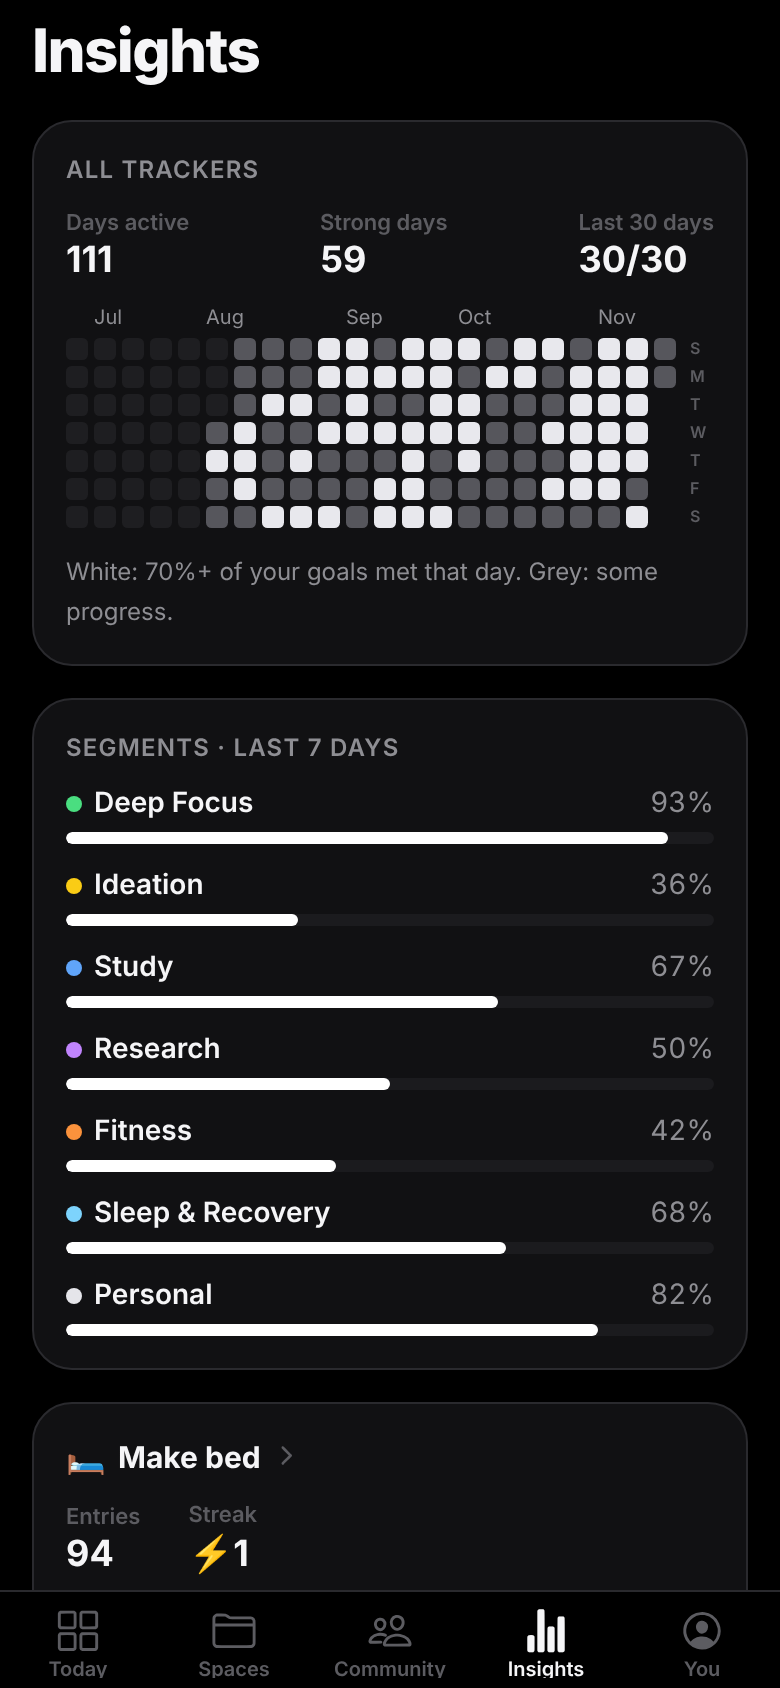 Insights
ALL TRACKERS
Days active Strong days Last 30 days
111 59 30/30
Jul Aug Sep Oct Nov
S
M
T
W
T
F
S
White: 70%+ of your goals met that day. Grey: some
progress.
SEGMENTS · LAST 7 DAYS
Deep Focus 93%
Ideation 36%
Study 67%
Research 50%
Fitness 42%
Sleep & Recovery 68%
Personal 82%
Make bed
Entries Streak
94 ⚡1
Today Spaces Community Insights You